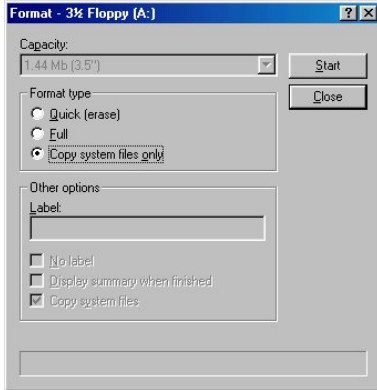 Format - 3½ Floppy (A:)
Capacity:
1.44 Mb (3.5")
Start
Format type
Close
Quick (erase)
Full
Copy system files only
Other options
Label:
No label
Display summary when finished
Copy system files